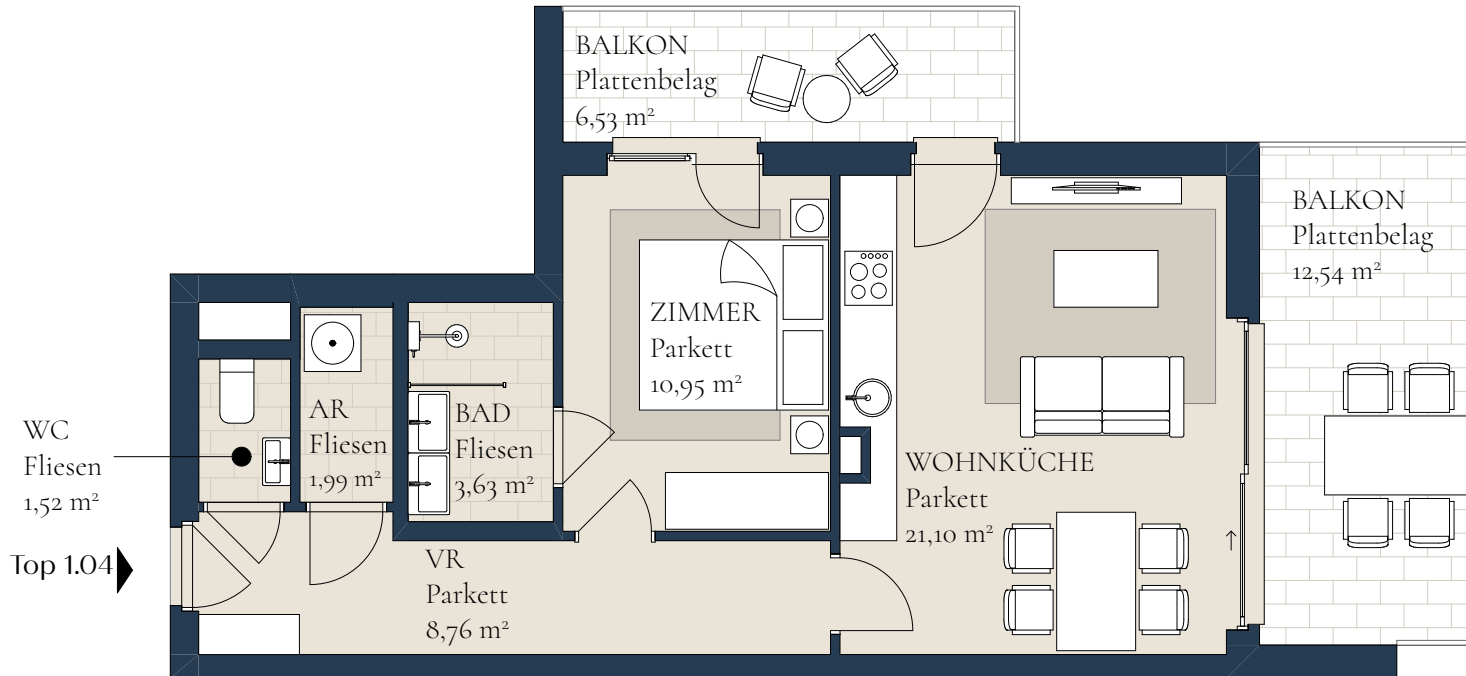 BALKON
Plattenbelag
6,53 m²
BALKON
Plattenbelag
12,54 m²
ZIMMER
Parkett
10,95 m²
WC
Fliesen
1,52 m²
AR
Fliesen
1,99 m²
BAD
Fliesen
3,63 m²
WOHNKÜCHE
Parkett
21,10 m²
Top 1.04
VR
Parkett
8,76 m²